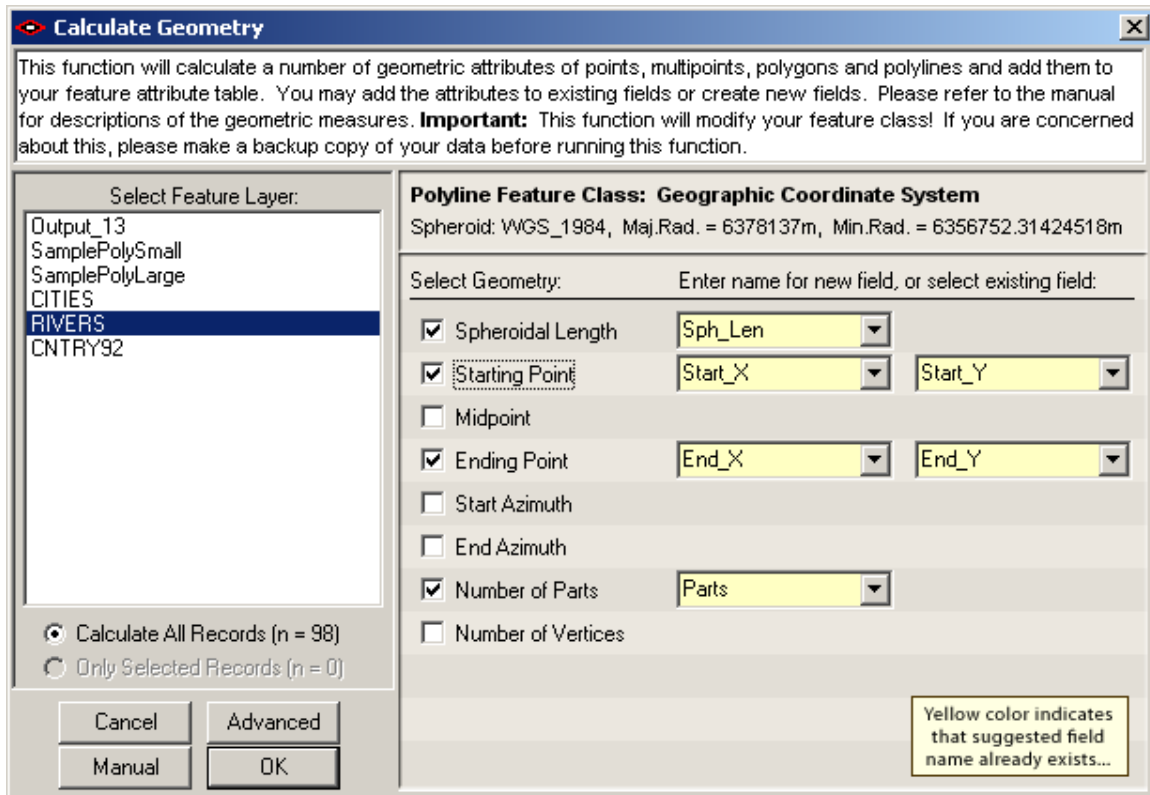 Calculate Geometry
This function will calculate a number of geometric attributes of points, multipoints, polygons and polylines and add them to
your feature attribute table. You may add the attributes to existing fields or create new fields. Please refer to the manual
for descriptions of the geometric measures. Important: This function will modify your feature class! If you are concerned
about this, please make a backup copy of your data before running this function.
Select Feature Layer:
Output_13
SamplePolySmall
SamplePolyLarge
CITIES
RIVERS
CNTRY92
Calculate All Records (n = 98)
Only Selected Records (n = 0)
Cancel
Advanced
Manual
OK
Polyline Feature Class: Geographic Coordinate System
Spheroid: WGS_1984, Maj.Rad. = 6378137m, Min.Rad. = 6356752.31424518m
Select Geometry: Enter name for new field, or select existing field:
Spheroidal Length Sph_Len
Starting Point Start_X Start_Y
Midpoint
Ending Point End_X End_Y
Start Azimuth
End Azimuth
Number of Parts Parts
Number of Vertices
Yellow color indicates
that suggested field
name already exists...